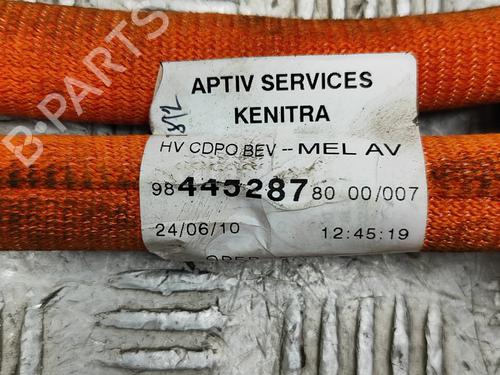 B-PARTS
APTIV SERVICES
KENITRA
HV CDPO BEV -- MEL AV
98 445287 80 00/007
24/06/10 12:45:19